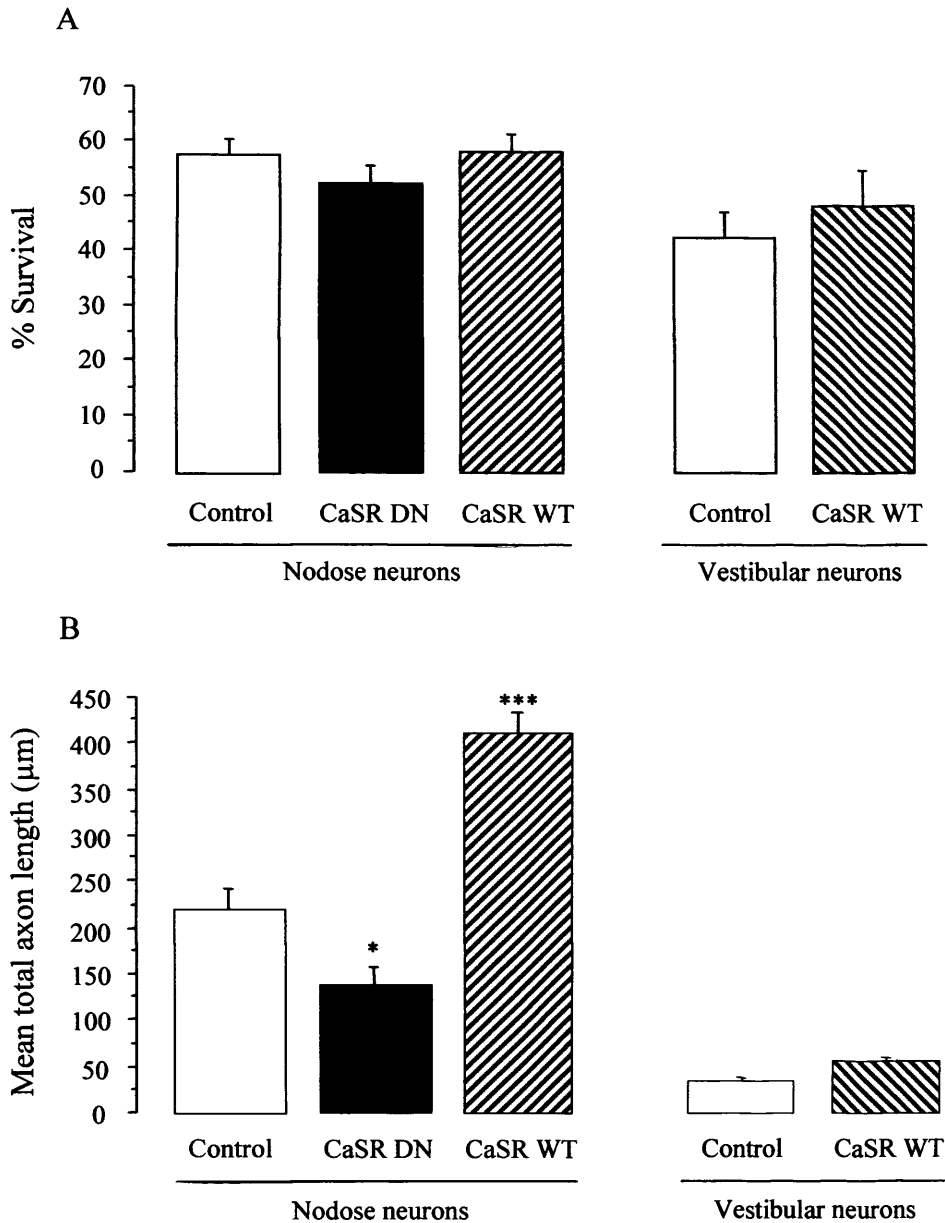 A
70
60
50
40
30
20
10
0
% Survival
Control CaSR DN CaSR WT Control CaSR WT
Nodose neurons Vestibular neurons
B
450
400
350
300
250
200
150
100
50
0
Mean total axon length (µm)
***
*
Control CaSR DN CaSR WT Control CaSR WT
Nodose neurons Vestibular neurons